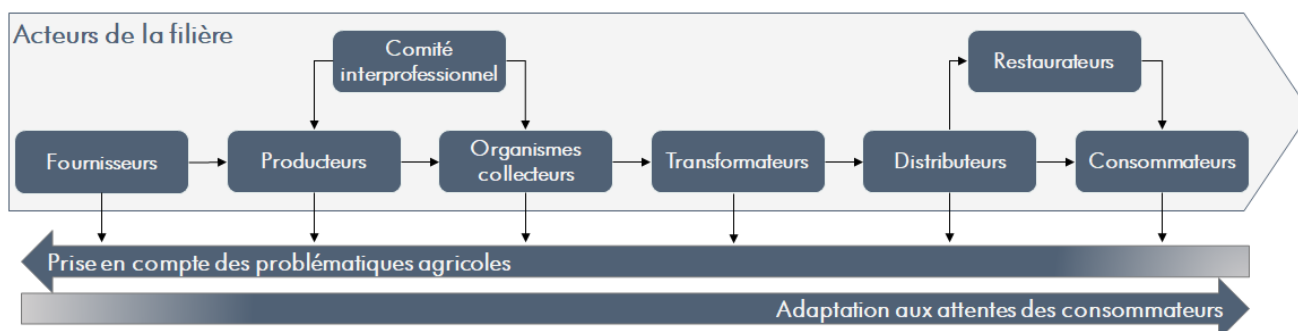 Acteurs de la filière
Comité
interprofessionnel
Restaurateurs
Fournisseurs
Producteurs
Organismes
collecteurs
Transformateurs
Distributeurs
Consommateurs
Prise en compte des problématiques agricoles
Adaptation aux attentes des consommateurs